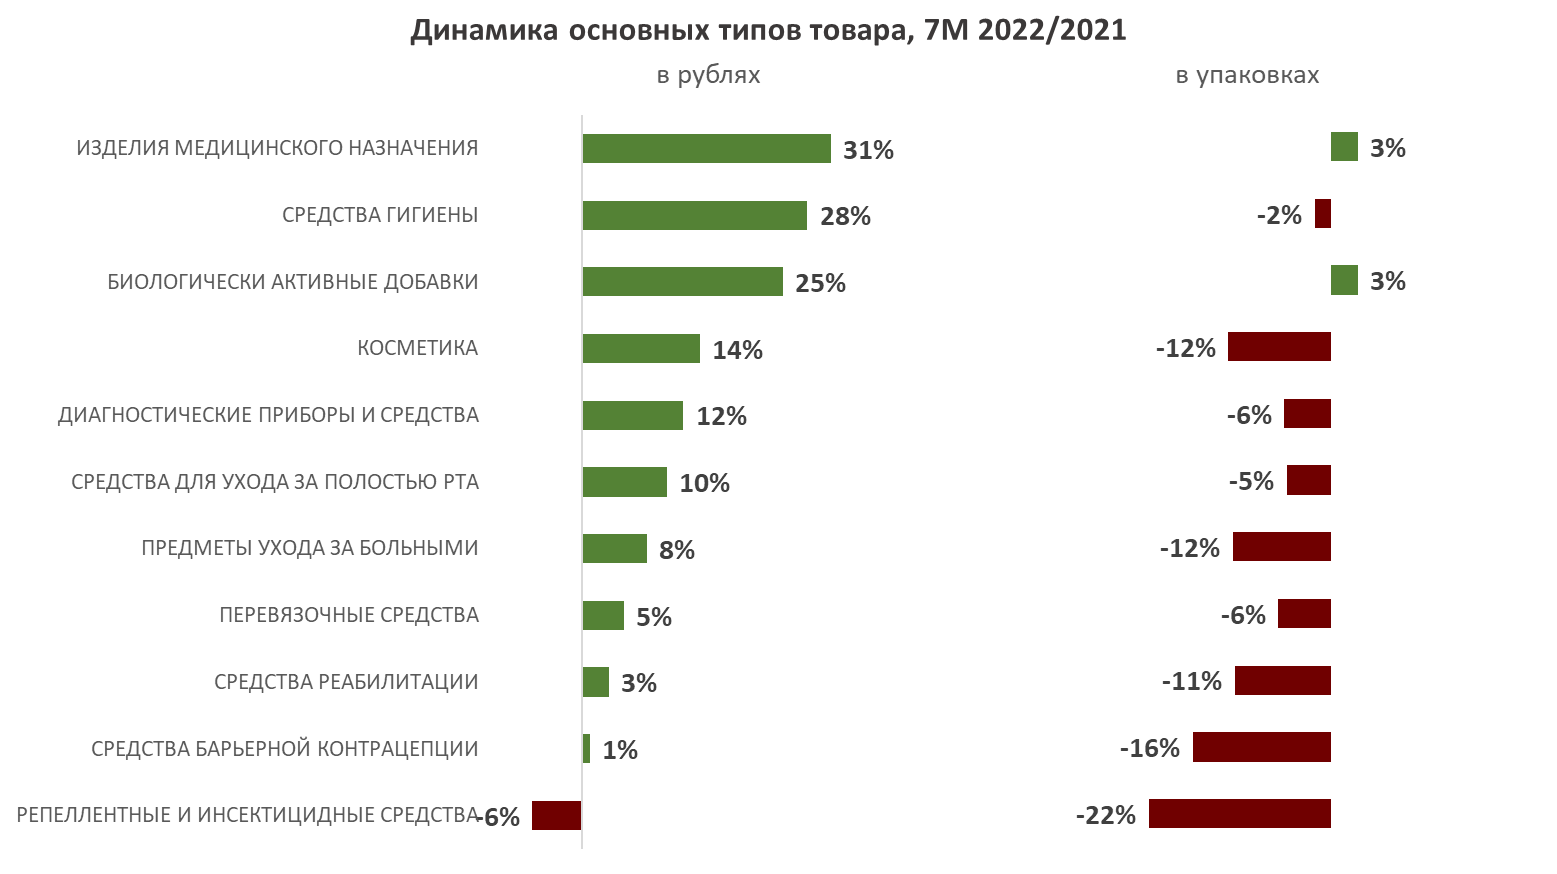 Динамика основных типов товара, 7М 2022/2021
в рублях в упаковках
ИЗДЕЛИЯ МЕДИЦИНСКОГО НАЗНАЧЕНИЯ 31% 3%
СРЕДСТВА ГИГИЕНЫ 28% -2%
БИОЛОГИЧЕСКИ АКТИВНЫЕ ДОБАВКИ 25% 3%
КОСМЕТИКА 14% -12%
ДИАГНОСТИЧЕСКИЕ ПРИБОРЫ И СРЕДСТВА 12% -6%
СРЕДСТВА ДЛЯ УХОДА ЗА ПОЛОСТЬЮ РТА 10% -5%
ПРЕДМЕТЫ УХОДА ЗА БОЛЬНЫМИ 8% -12%
ПЕРЕВЯЗОЧНЫЕ СРЕДСТВА 5% -6%
СРЕДСТВА РЕАБИЛИТАЦИИ 3% -11%
СРЕДСТВА БАРЬЕРНОЙ КОНТРАЦЕПЦИИ 1% -16%
РЕПЕЛЛЕНТНЫЕ И ИНСЕКТИЦИДНЫЕ СРЕДСТВА -6% -22%